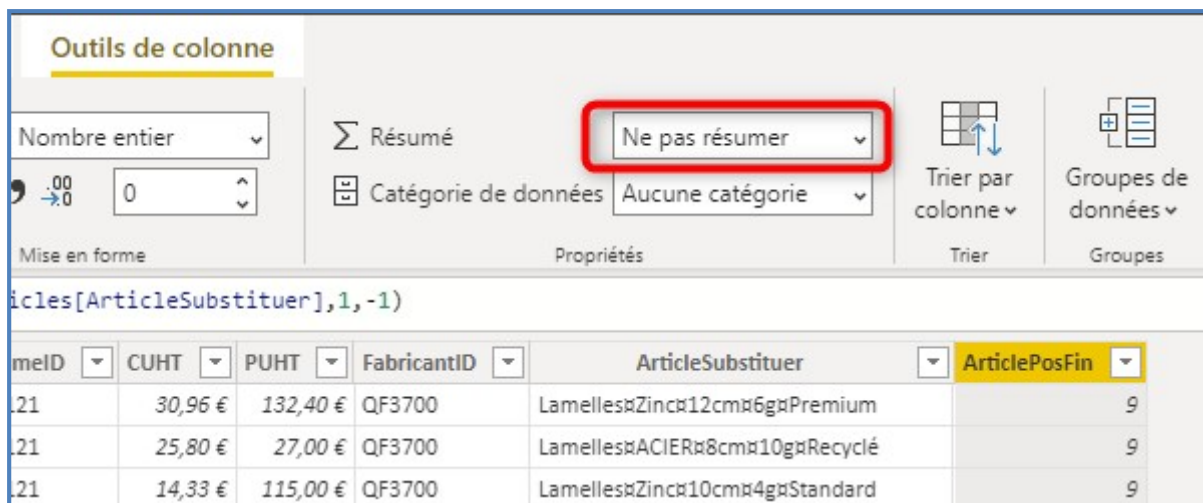 Outils de colonne
Nombre entier
Résumé
Ne pas résumer
.00
0
Catégorie de données
Aucune catégorie
Trier par
colonne
Groupes de
données
Mise en forme
Propriétés
Trier
Groupes
icles[ArticleSubstituer],1,-1)
meID CUHT PUHT FabricantID ArticleSubstituer ArticlePosFin
121 30,96 € 132,40 € QF3700 Lamelles¤Zinc¤12cm¤6g¤Premium 9
121 25,80 € 27,00 € QF3700 Lamelles¤ACIER¤8cm¤10g¤Recyclé 9
121 14,33 € 115,00 € QF3700 Lamelles¤Zinc¤10cm¤4g¤Standard 9